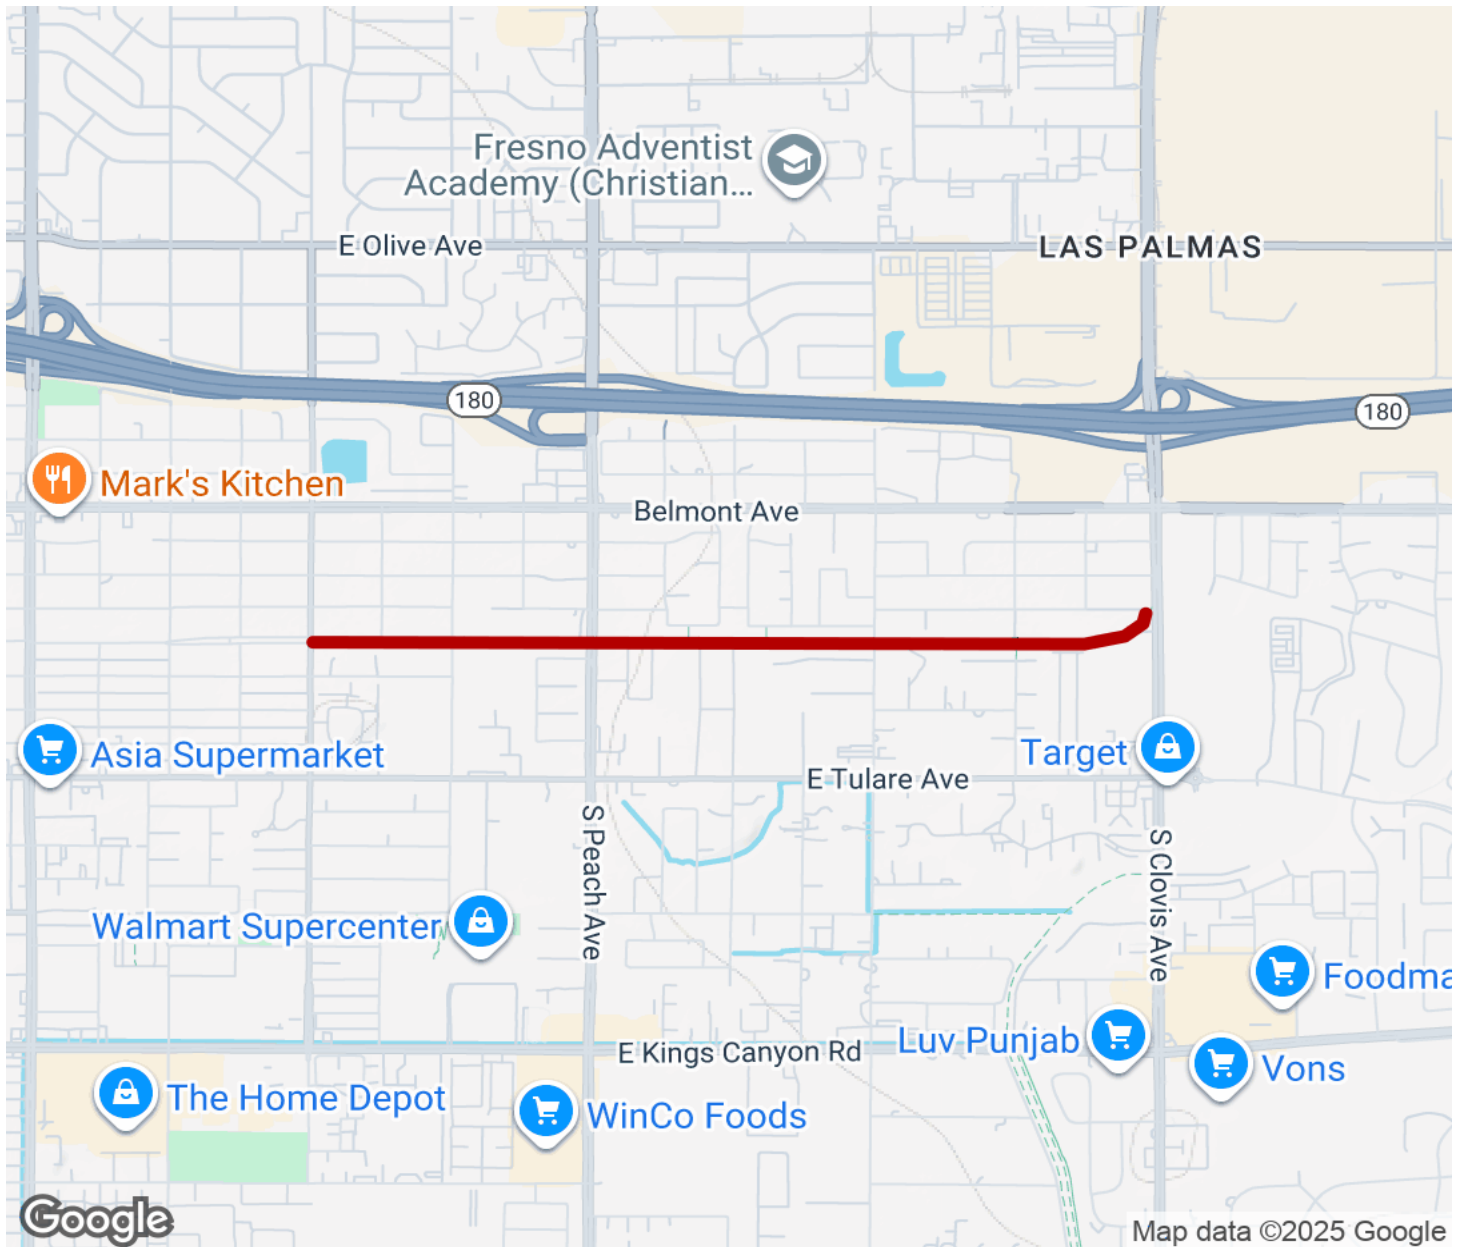 Fresno Adventist
Academy (Christian...
E Olive Ave
LAS PALMAS
180
180
Mark's Kitchen
Belmont Ave
Asia Supermarket
Target
E Tulare Ave
S Peach Ave
S Clovis Ave
Walmart Supercenter
Foodma
Luv Punjab
E Kings Canyon Rd
Vons
The Home Depot
WinCo Foods
Google
Map data ©2025 Google